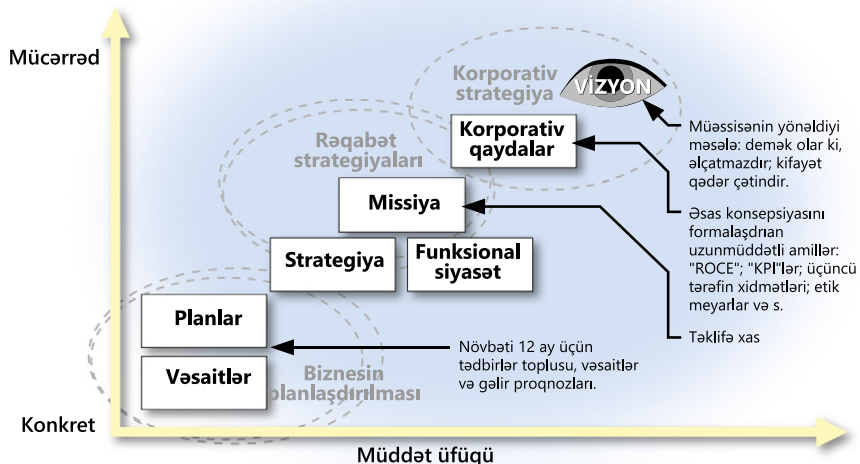 Mücərrəd
Korporativ
strategiya
VİZYON
Rəqabət
strategiyaları
Korporativ
qaydalar
Müəssisənin yönəldiyi
məsələ: demək olar ki,
əlçatmazdır; kifayət
qədər çətindir.
Missiya
Əsas konsepsiyasını
formalaşdrıan
uzunmüddətli amillər:
"ROCE"; "KPI"lər; üçüncü
tərəfin xidmətləri; etik
meyarlar və s.
Strategiya
Funksional
siyasət
Planlar
Təklifə xas
Növbəti 12 ay üçün
tədbirlər toplusu, vəsaitlər
və gəlir proqnozları.
Vəsaitlər
Biznesin
planlaşdırılması
Konkret
Müddət üfüqü